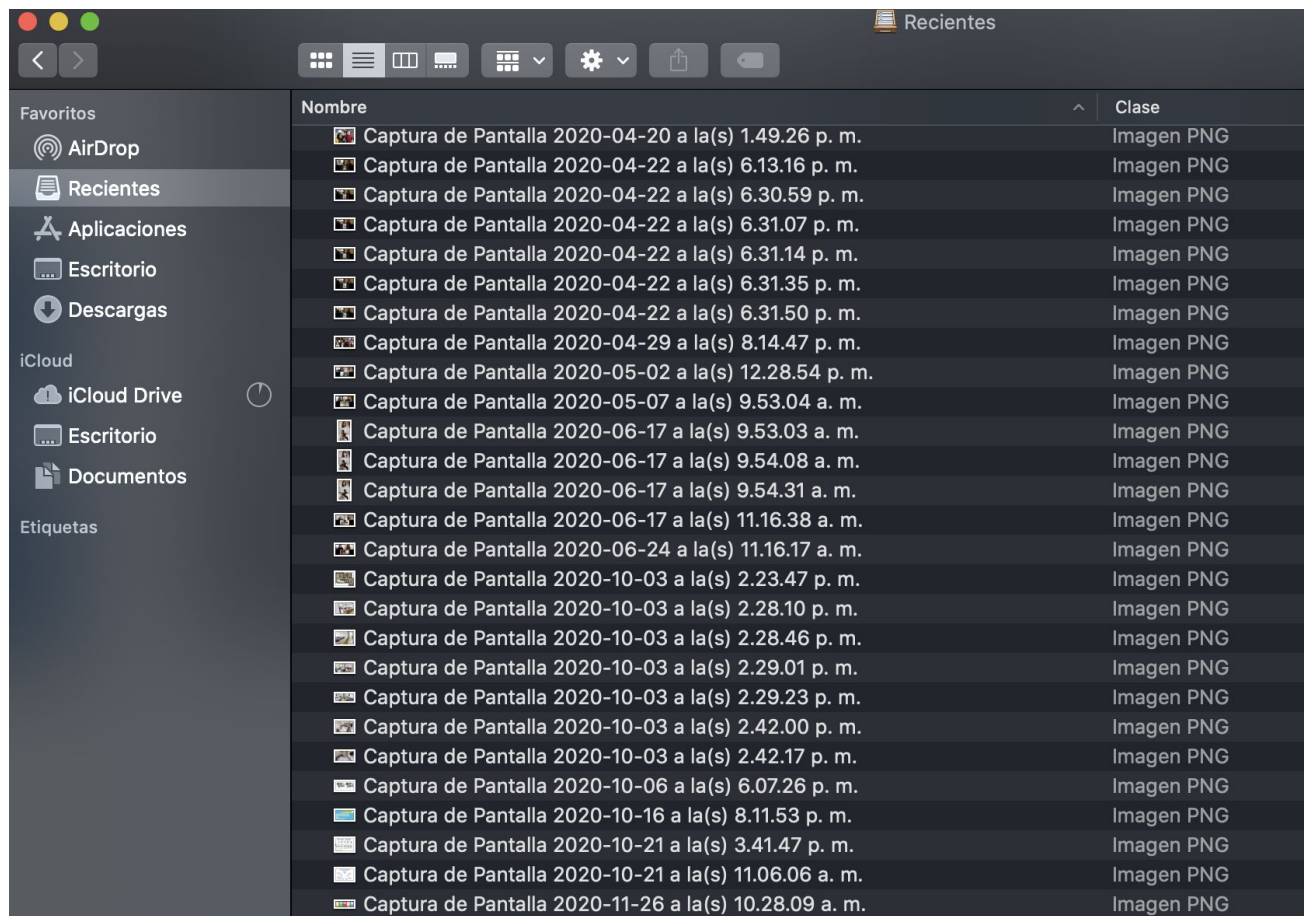 Recientes
Favoritos
AirDrop
Recientes
Aplicaciones
Escritorio
Descargas
iCloud
iCloud Drive
Escritorio
Documentos
Etiquetas
Nombre Clase
Captura de Pantalla 2020-04-20 a la(s) 1.49.26 p. m. Imagen PNG
Captura de Pantalla 2020-04-22 a la(s) 6.13.16 p. m. Imagen PNG
Captura de Pantalla 2020-04-22 a la(s) 6.30.59 p. m. Imagen PNG
Captura de Pantalla 2020-04-22 a la(s) 6.31.07 p. m. Imagen PNG
Captura de Pantalla 2020-04-22 a la(s) 6.31.14 p. m. Imagen PNG
Captura de Pantalla 2020-04-22 a la(s) 6.31.35 p. m. Imagen PNG
Captura de Pantalla 2020-04-22 a la(s) 6.31.50 p. m. Imagen PNG
Captura de Pantalla 2020-04-29 a la(s) 8.14.47 p. m. Imagen PNG
Captura de Pantalla 2020-05-02 a la(s) 12.28.54 p. m. Imagen PNG
Captura de Pantalla 2020-05-07 a la(s) 9.53.04 a. m. Imagen PNG
Captura de Pantalla 2020-06-17 a la(s) 9.53.03 a. m. Imagen PNG
Captura de Pantalla 2020-06-17 a la(s) 9.54.08 a. m. Imagen PNG
Captura de Pantalla 2020-06-17 a la(s) 9.54.31 a. m. Imagen PNG
Captura de Pantalla 2020-06-17 a la(s) 11.16.38 a. m. Imagen PNG
Captura de Pantalla 2020-06-24 a la(s) 11.16.17 a. m. Imagen PNG
Captura de Pantalla 2020-10-03 a la(s) 2.23.47 p. m. Imagen PNG
Captura de Pantalla 2020-10-03 a la(s) 2.28.10 p. m. Imagen PNG
Captura de Pantalla 2020-10-03 a la(s) 2.28.46 p. m. Imagen PNG
Captura de Pantalla 2020-10-03 a la(s) 2.29.01 p. m. Imagen PNG
Captura de Pantalla 2020-10-03 a la(s) 2.29.23 p. m. Imagen PNG
Captura de Pantalla 2020-10-03 a la(s) 2.42.00 p. m. Imagen PNG
Captura de Pantalla 2020-10-03 a la(s) 2.42.17 p. m. Imagen PNG
Captura de Pantalla 2020-10-06 a la(s) 6.07.26 p. m. Imagen PNG
Captura de Pantalla 2020-10-16 a la(s) 8.11.53 p. m. Imagen PNG
Captura de Pantalla 2020-10-21 a la(s) 3.41.47 p. m. Imagen PNG
Captura de Pantalla 2020-10-21 a la(s) 11.06.06 a. m. Imagen PNG
Captura de Pantalla 2020-11-26 a la(s) 10.28.09 a. m. Imagen PNG